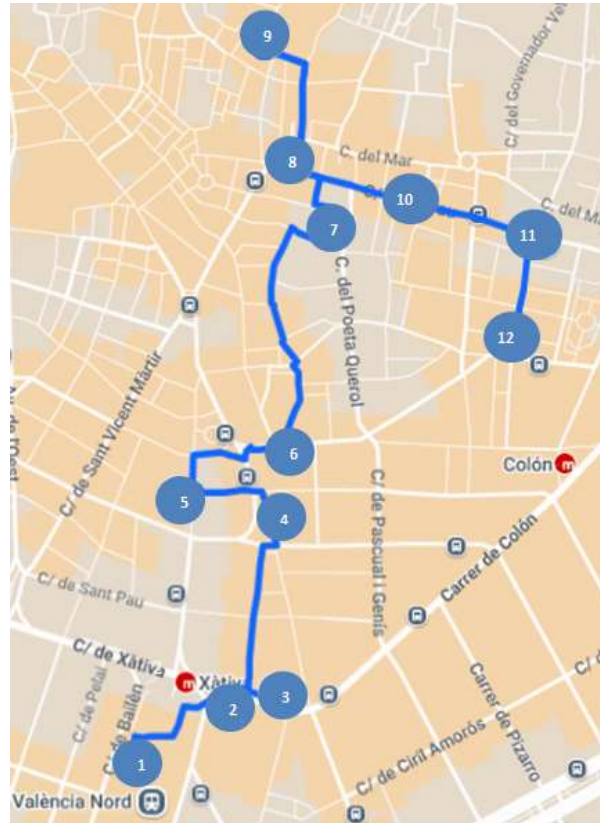 9
C/ del Governador Ve
8
C. del Mar
10
C. del Ma
7
11
C. del Poeta Querol
12
C/ de Sant Vicent Màrtir
6
Colón
m
5
4
C/ de Pascual i Genís
Carrer de Colón
C/ de Sant Pau
C/ de Xàtiva
m
Xàtiv
2
3
C/ de Pelai
C/ de Bailén
Carrer de Pizarro
C/ de Ciril Amorós
C/ d
1
València Nord